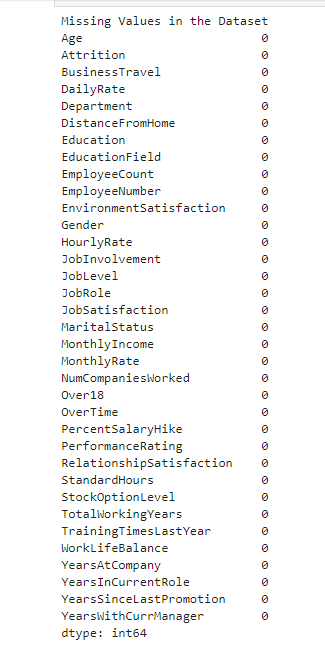 Missing Values in the Dataset
Age 0
Attrition 0
BusinessTravel 0
DailyRate 0
Department 0
DistanceFromHome 0
Education 0
EducationField 0
EmployeeCount 0
EmployeeNumber 0
EnvironmentSatisfaction 0
Gender 0
HourlyRate 0
JobInvolvement 0
JobLevel 0
JobRole 0
JobSatisfaction 0
MaritalStatus 0
MonthlyIncome 0
MonthlyRate 0
NumCompaniesWorked 0
Over18 0
OverTime 0
PercentSalaryHike 0
PerformanceRating 0
RelationshipSatisfaction 0
StandardHours 0
StockOptionLevel 0
TotalWorkingYears 0
TrainingTimesLastYear 0
WorkLifeBalance 0
YearsAtCompany 0
YearsInCurrentRole 0
YearsSinceLastPromotion 0
YearsWithCurrManager 0
dtype: int64